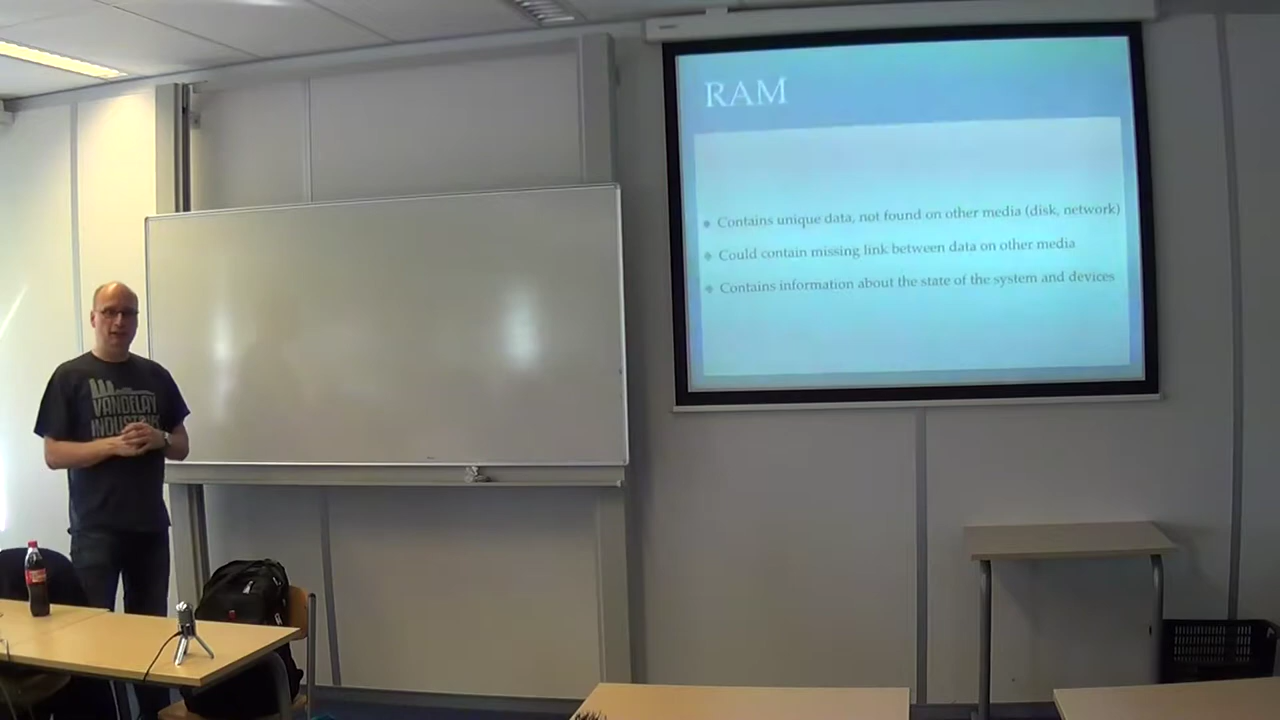 RAM
Contains unique data, not found on other media (disk, network)
Could contain missing link between data on other media
Contains information about the state of the system and devices
VANDELAY
INDUSTRIES